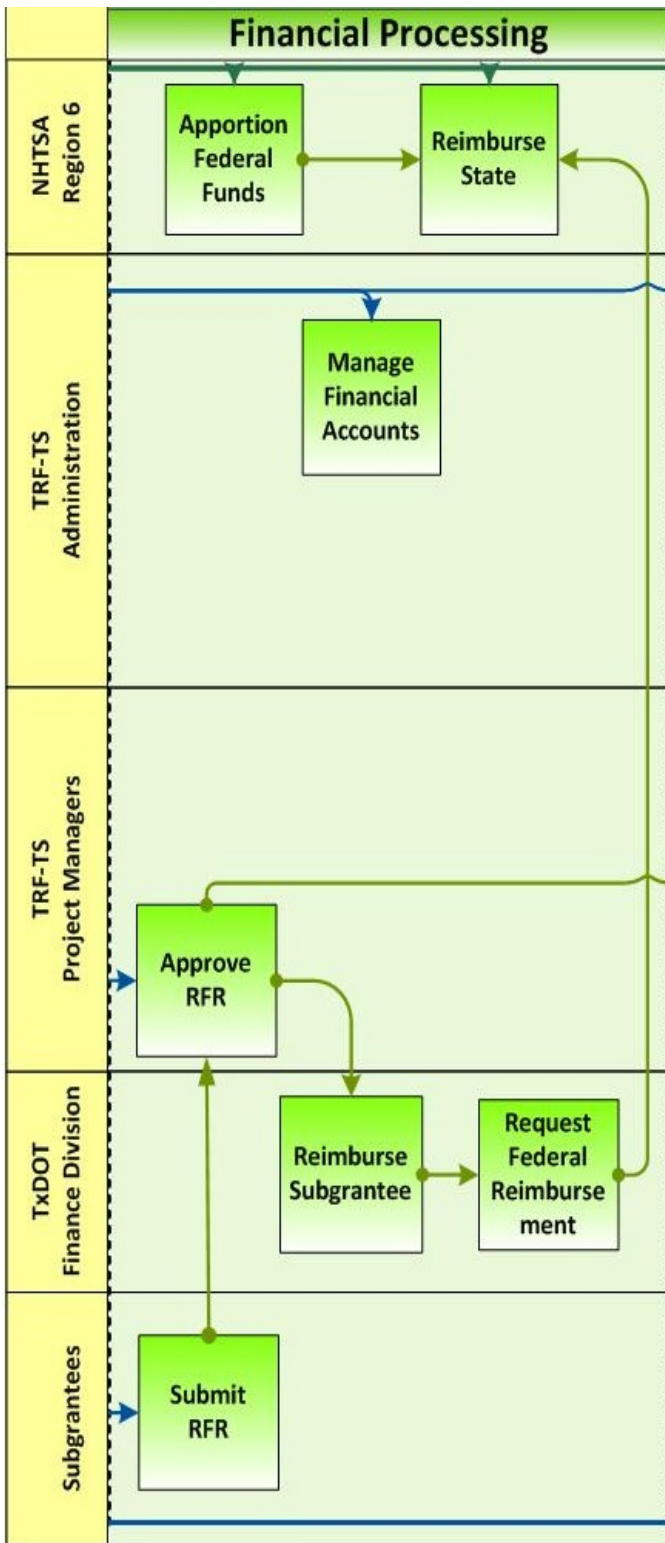 Financial Processing
NHTSA
Region 6
Apportion
Federal
Funds
Reimburse
State
TRF-TS
Administration
Manage
Financial
Accounts
TRF-TS
Project Managers
Approve
RFR
TxDOT
Finance Division
Reimburse
Subgrantee
Request
Federal
Reimburse
ment
Subgrantees
Submit
RFR